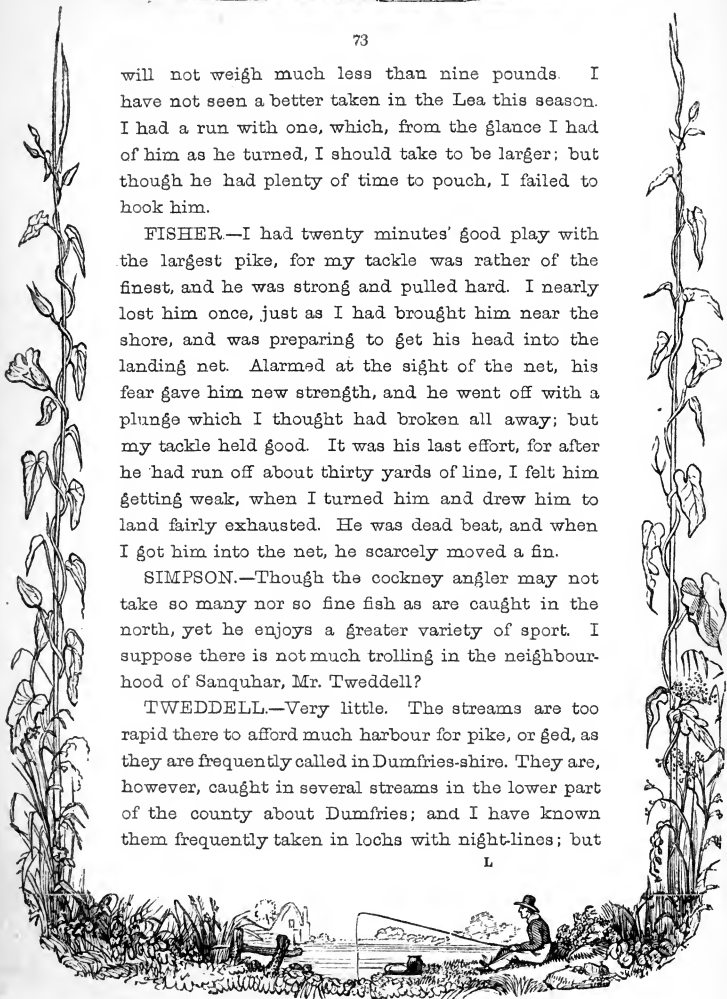 73
will not weigh much less than nine pounds. I
have not seen a better taken in the Lea this season.
I had a run with one, which, from the glance I had
of him as he turned, I should take to be larger; but
though he had plenty of time to pouch, I failed to
hook him.
FISHER.—I had twenty minutes' good play with
the largest pike, for my tackle was rather of the
finest, and he was strong and pulled hard. I nearly
lost him once, just as I had brought him near the
shore, and was preparing to get his head into the
landing net. Alarmed at the sight of the net, his
fear gave him new strength, and he went off with a
plunge which I thought had broken all away; but
my tackle held good. It was his last effort, for after
he had run off about thirty yards of line, I felt him
getting weak, when I turned him and drew him to
land fairly exhausted. He was dead beat, and when
I got him into the net, he scarcely moved a fin.
SIMPSON.—Though the cockney angler may not
take so many nor so fine fish as are caught in the
north, yet he enjoys a greater variety of sport. I
suppose there is not much trolling in the neighbour-
hood of Sanquhar, Mr. Tweddell?
TWEDDELL.—Very little. The streams are too
rapid there to afford much harbour for pike, or ged, as
they are frequently called in Dumfries-shire. They are,
however, caught in several streams in the lower part
of the county about Dumfries; and I have known
them frequently taken in lochs with night-lines; but
L